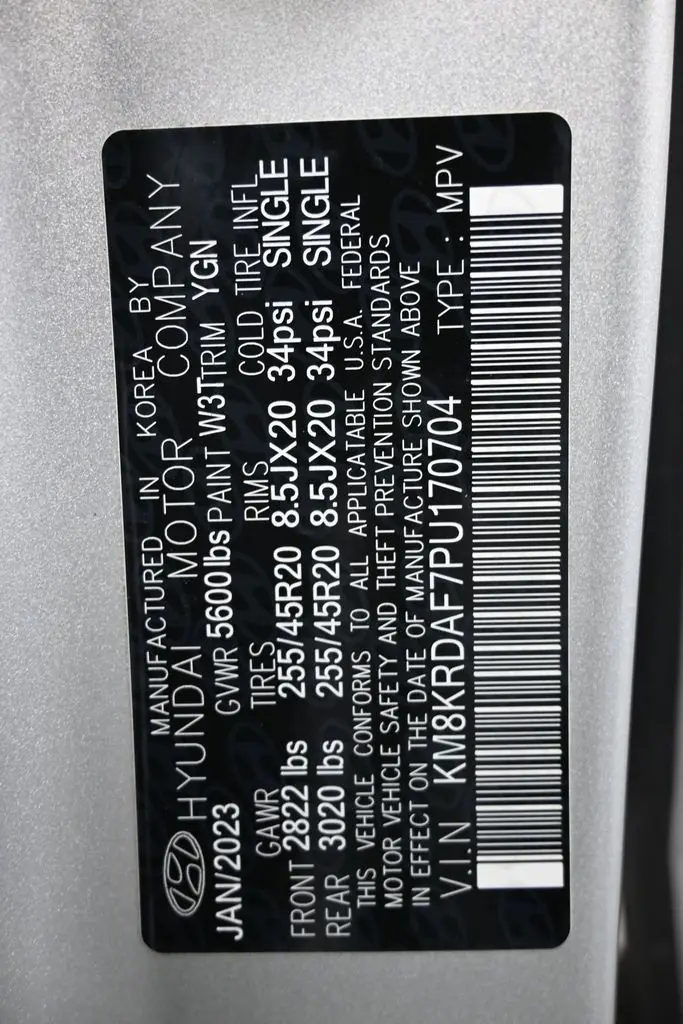 MANUFACTURED IN KOREA BY
HYUNDAI MOTOR COMPANY
JAN/2023 GVWR 5600lbs PAINT W3T TRIM YGN
GAWR TIRES RIMS COLD TIRE INFL
FRONT 2822 lbs 255/45R20 8.5JX20 34psi SINGLE
REAR 3020 lbs 255/45R20 8.5JX20 34psi SINGLE
THIS VEHICLE CONFORMS TO ALL APPLICATABLE U.S.A. FEDERAL
MOTOR VEHICLE SAFETY AND THEFT PREVENTION STANDARDS
IN EFFECT ON THE DATE OF MANUFACTURE SHOWN ABOVE
V.I.N KM8KRDAF7PU170704 TYPE : MPV